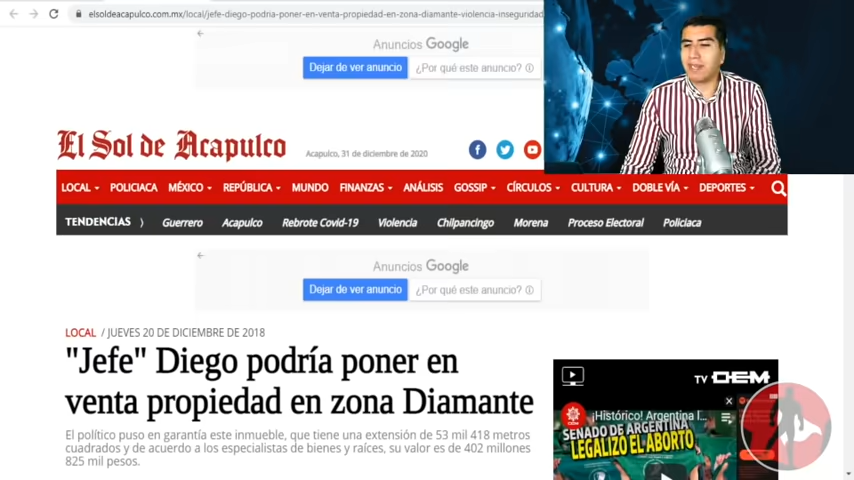 elsoldeacapulco.com.mx/local/jefe-diego-podria-poner-en-venta-propiedad-en-zona-diamante-violencia-inseguridad
Anuncios Google
Dejar de ver anuncio
¿Por qué este anuncio?
El Sol de Acapulco
Acapulco, 31 de diciembre de 2020
LOCAL POLICIACA MÉXICO REPÚBLICA MUNDO FINANZAS ANÁLISIS GOSSIP CÍRCULOS CULTURA DOBLE VÍA DEPORTES
TENDENCIAS Guerrero Acapulco Rebrote Covid-19 Violencia Chilpancingo Morena Proceso Electoral Policiaca
Anuncios Google
Dejar de ver anuncio
¿Por qué este anuncio?
LOCAL / JUEVES 20 DE DICIEMBRE DE 2018
"Jefe" Diego podría poner en
venta propiedad en zona Diamante
El político puso en garantía este inmueble, que tiene una extensión de 53 mil 418 metros
cuadrados y de acuerdo a los especialistas de bienes y raíces, su valor es de 402 millones
825 mil pesos.
TV OEM
¡Histórico! Argentina l...
SENADO DE ARGENTINA
LEGALIZÓ EL ABORTO